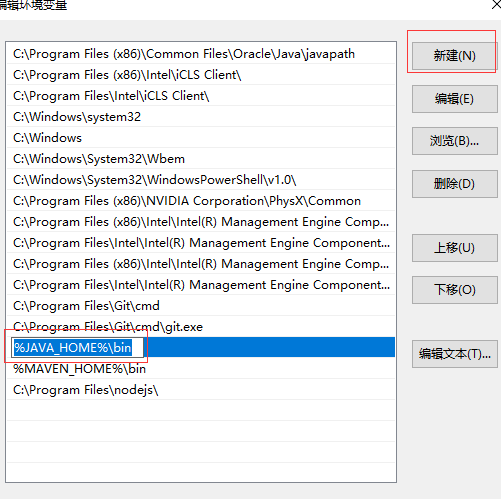 编辑环境变量
C:\Program Files (x86)\Common Files\Oracle\Java\javapath
C:\Program Files (x86)\Intel\iCLS Client\
C:\Program Files\Intel\iCLS Client\
C:\Windows\system32
C:\Windows
C:\Windows\System32\Wbem
C:\Windows\System32\WindowsPowerShell\v1.0\
C:\Program Files (x86)\NVIDIA Corporation\PhysX\Common
C:\Program Files (x86)\Intel\Intel(R) Management Engine Comp...
C:\Program Files\Intel\Intel(R) Management Engine Component...
C:\Program Files (x86)\Intel\Intel(R) Management Engine Comp...
C:\Program Files\Intel\Intel(R) Management Engine Component...
C:\Program Files\Git\cmd
C:\Program Files\Git\cmd\git.exe
%JAVA_HOME%\bin
%MAVEN_HOME%\bin
C:\Program Files\nodejs\
新建(N)
编辑(E)
浏览(B)...
删除(D)
上移(U)
下移(O)
编辑文本(T)...